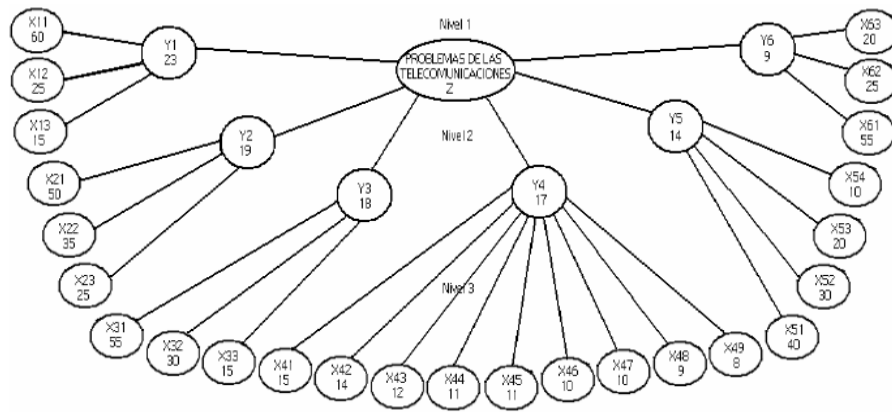 Nivel 1
PROBLEMAS DE LAS
TELECOMUNICACIONES
Z
Y1
23
X11
60
X12
25
X13
15
Y6
9
X63
20
X62
25
X61
55
Nivel 2
Y2
19
X21
50
X22
35
X23
25
Y5
14
X54
10
X53
20
X52
30
X51
40
Y3
18
X31
55
X32
30
X33
15
Y4
17
Nivel 3
X41
15
X42
14
X43
12
X44
11
X45
11
X46
10
X47
10
X48
9
X49
8